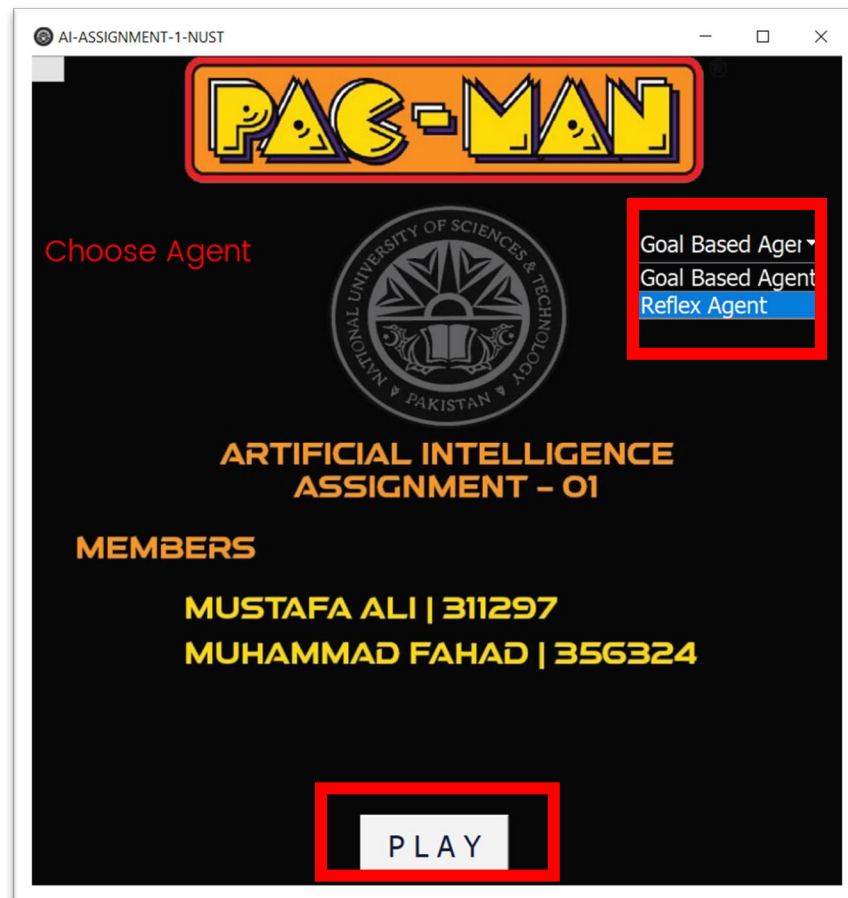 AI-ASSIGNMENT-1-NUST
PAC-MAN
®
Choose Agent
Goal Based Ager
Goal Based Agent
Reflex Agent
NATIONAL UNIVERSITY OF SCIENCES & TECHNOLOGY
PAKISTAN
ARTIFICIAL INTELLIGENCE
ASSIGNMENT – 01
MEMBERS
MUSTAFA ALI | 311297
MUHAMMAD FAHAD | 356324
PLAY